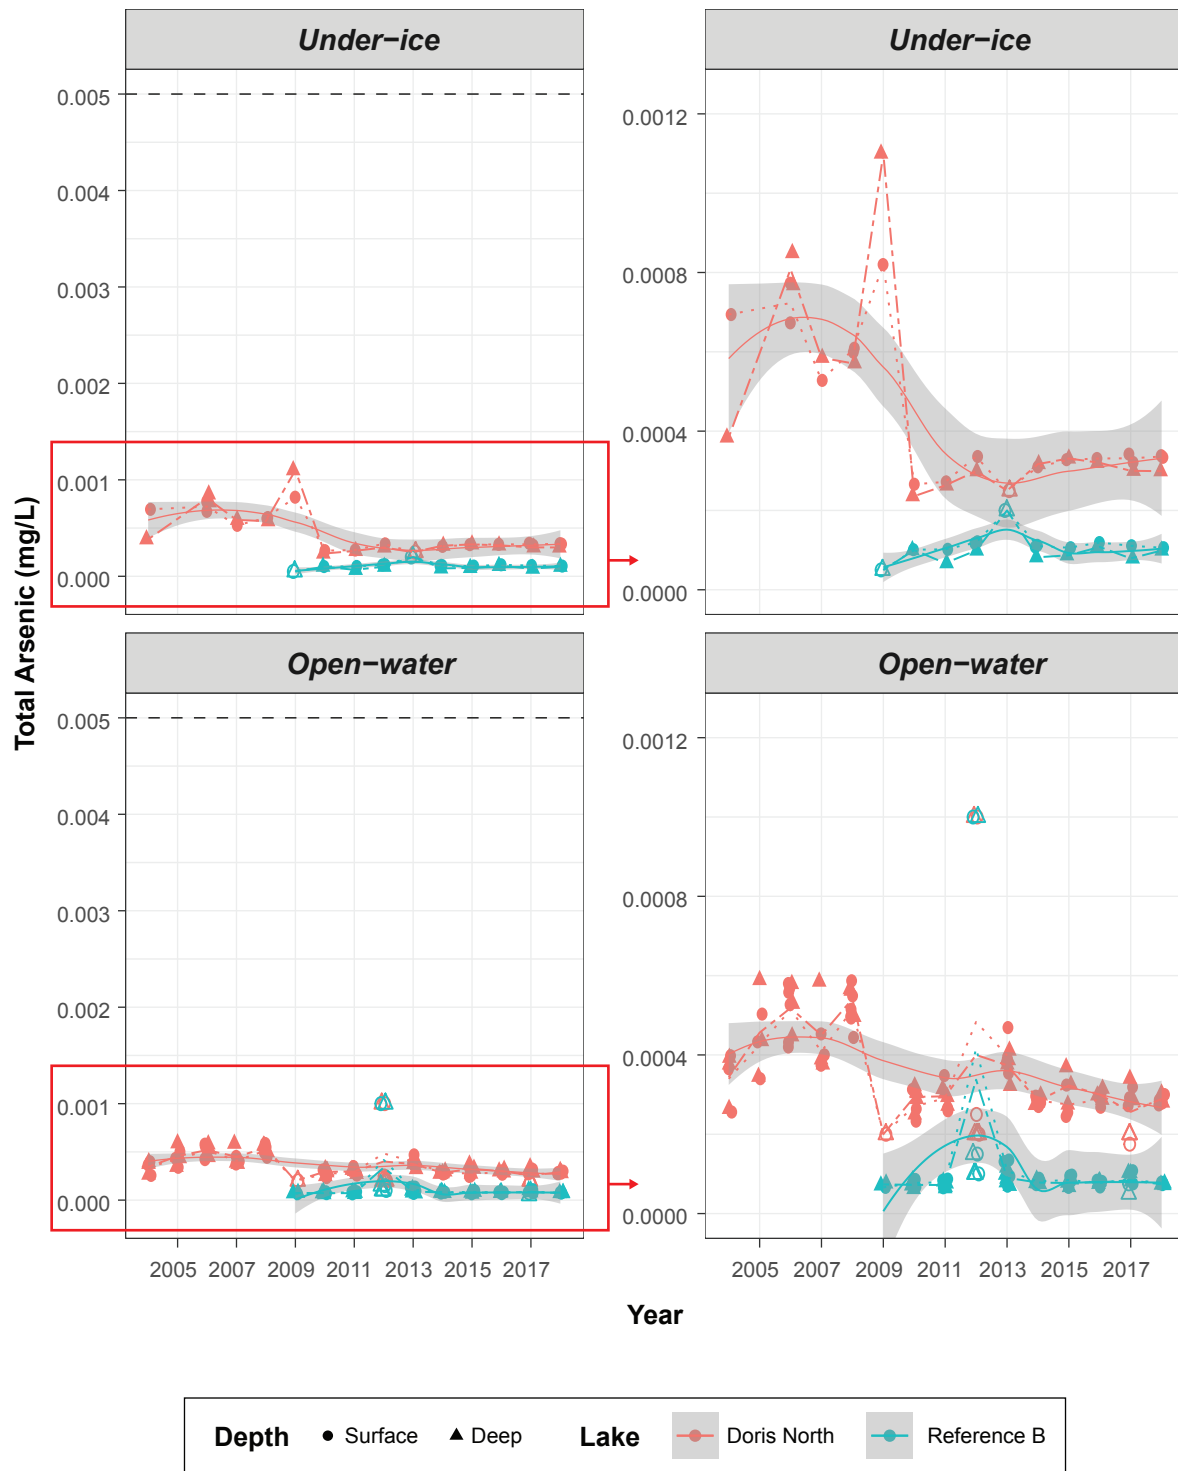 Under−ice
Under−ice
0.005
0.004
0.003
0.002
0.001
0.000
0.0012
0.0008
0.0004
0.0000
Total Arsenic (mg/L)
Open−water
Open−water
0.005
0.004
0.003
0.002
0.001
0.000
0.0012
0.0008
0.0004
0.0000
2005 2007 2009 2011 2013 2015 2017
2005 2007 2009 2011 2013 2015 2017
Year
Depth Surface Deep Lake Doris North Reference B